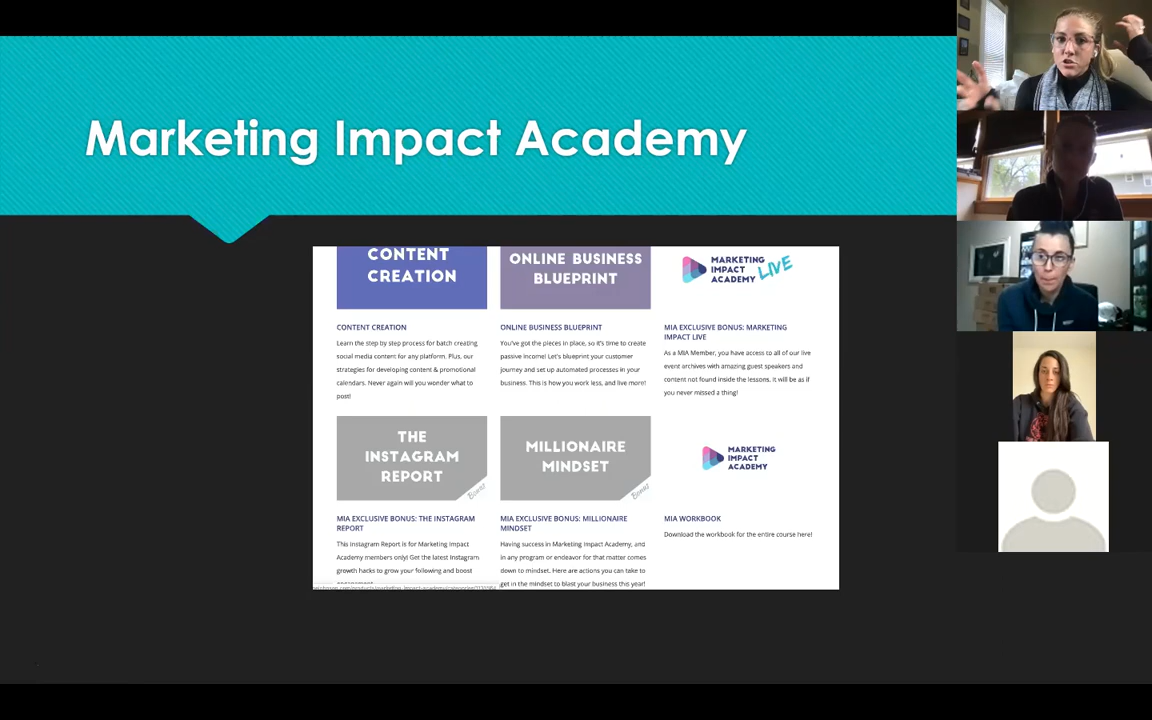 Marketing Impact Academy
CONTENT
CREATION
ONLINE BUSINESS
BLUEPRINT
MARKETING
IMPACT
ACADEMY
LIVE
CONTENT CREATION
Learn the step by step process for batch creating
social media content for any platform. Plus, our
strategies for developing content & promotional
calendars. Never again will you wonder what to
post!
ONLINE BUSINESS BLUEPRINT
You've got the pieces in place, so it's time to create
passive income! Let's blueprint your customer
journey and set up automated processes in your
business. This is how you work less, and live more!
MIA EXCLUSIVE BONUS: MARKETING
IMPACT LIVE
As a MIA Member, you have access to all of our live
event archives with amazing guest speakers and
content not found inside the lessons. It will be as if
you never missed a thing!
THE
INSTAGRAM
REPORT
Bonus!
MILLIONAIRE
MINDSET
Bonus!
MARKETING
IMPACT
ACADEMY
MIA EXCLUSIVE BONUS: THE INSTAGRAM
REPORT
This Instagram Report is for Marketing Impact
Academy members only! Get the latest Instagram
growth hacks to grow your following and boost
MIA EXCLUSIVE BONUS: MILLIONAIRE
MINDSET
Having success in Marketing Impact Academy, and
in any program or endeavor for that matter comes
down to mindset. Here are actions you can take to
get in the mindset to blast your business this year!
MIA WORKBOOK
Download the workbook for the entire course here!